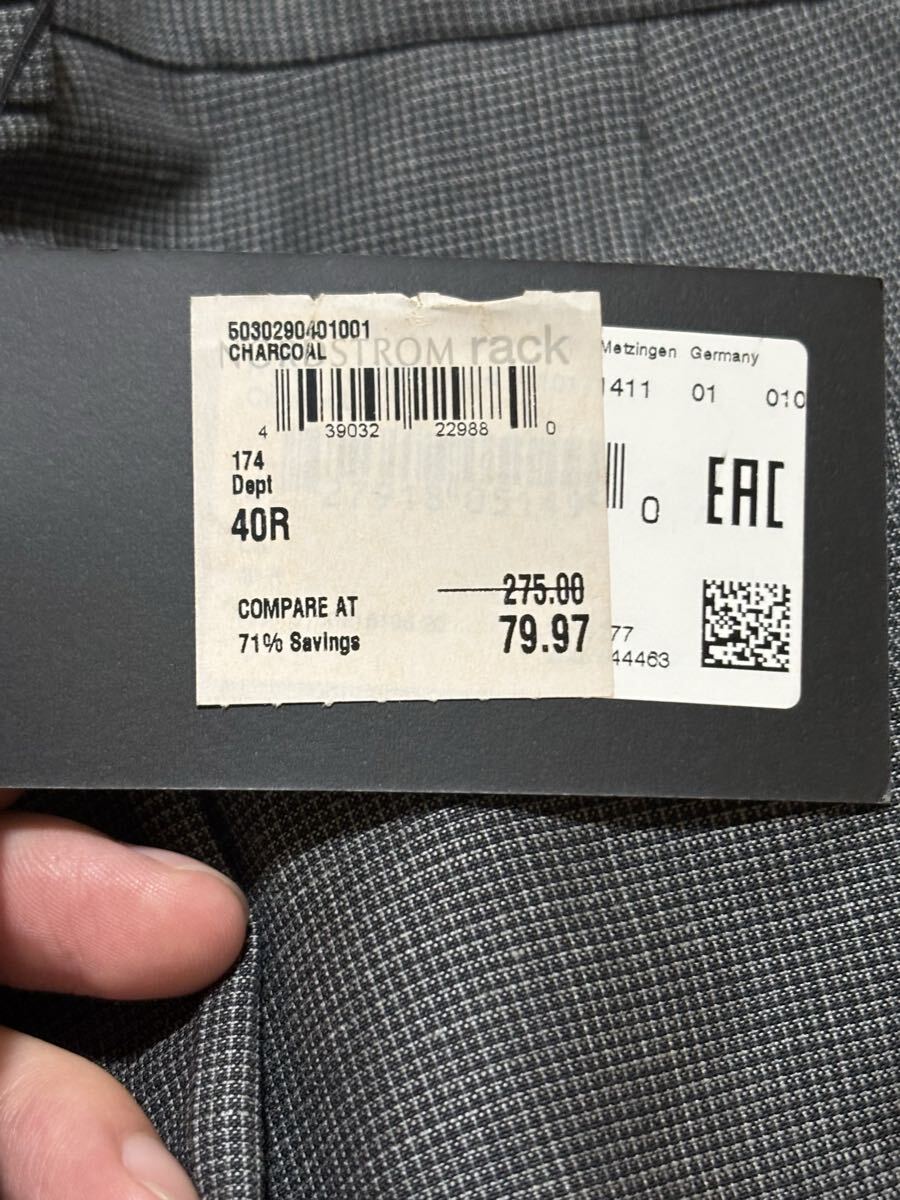 5030290401001
CHARCOAL
NORDSTROM rack
4 39032 22988 0
174
Dept
40R
COMPARE AT 275.00
71% Savings 79.97
Metzingen Germany
1411 01 010
0 EAC
77
44463